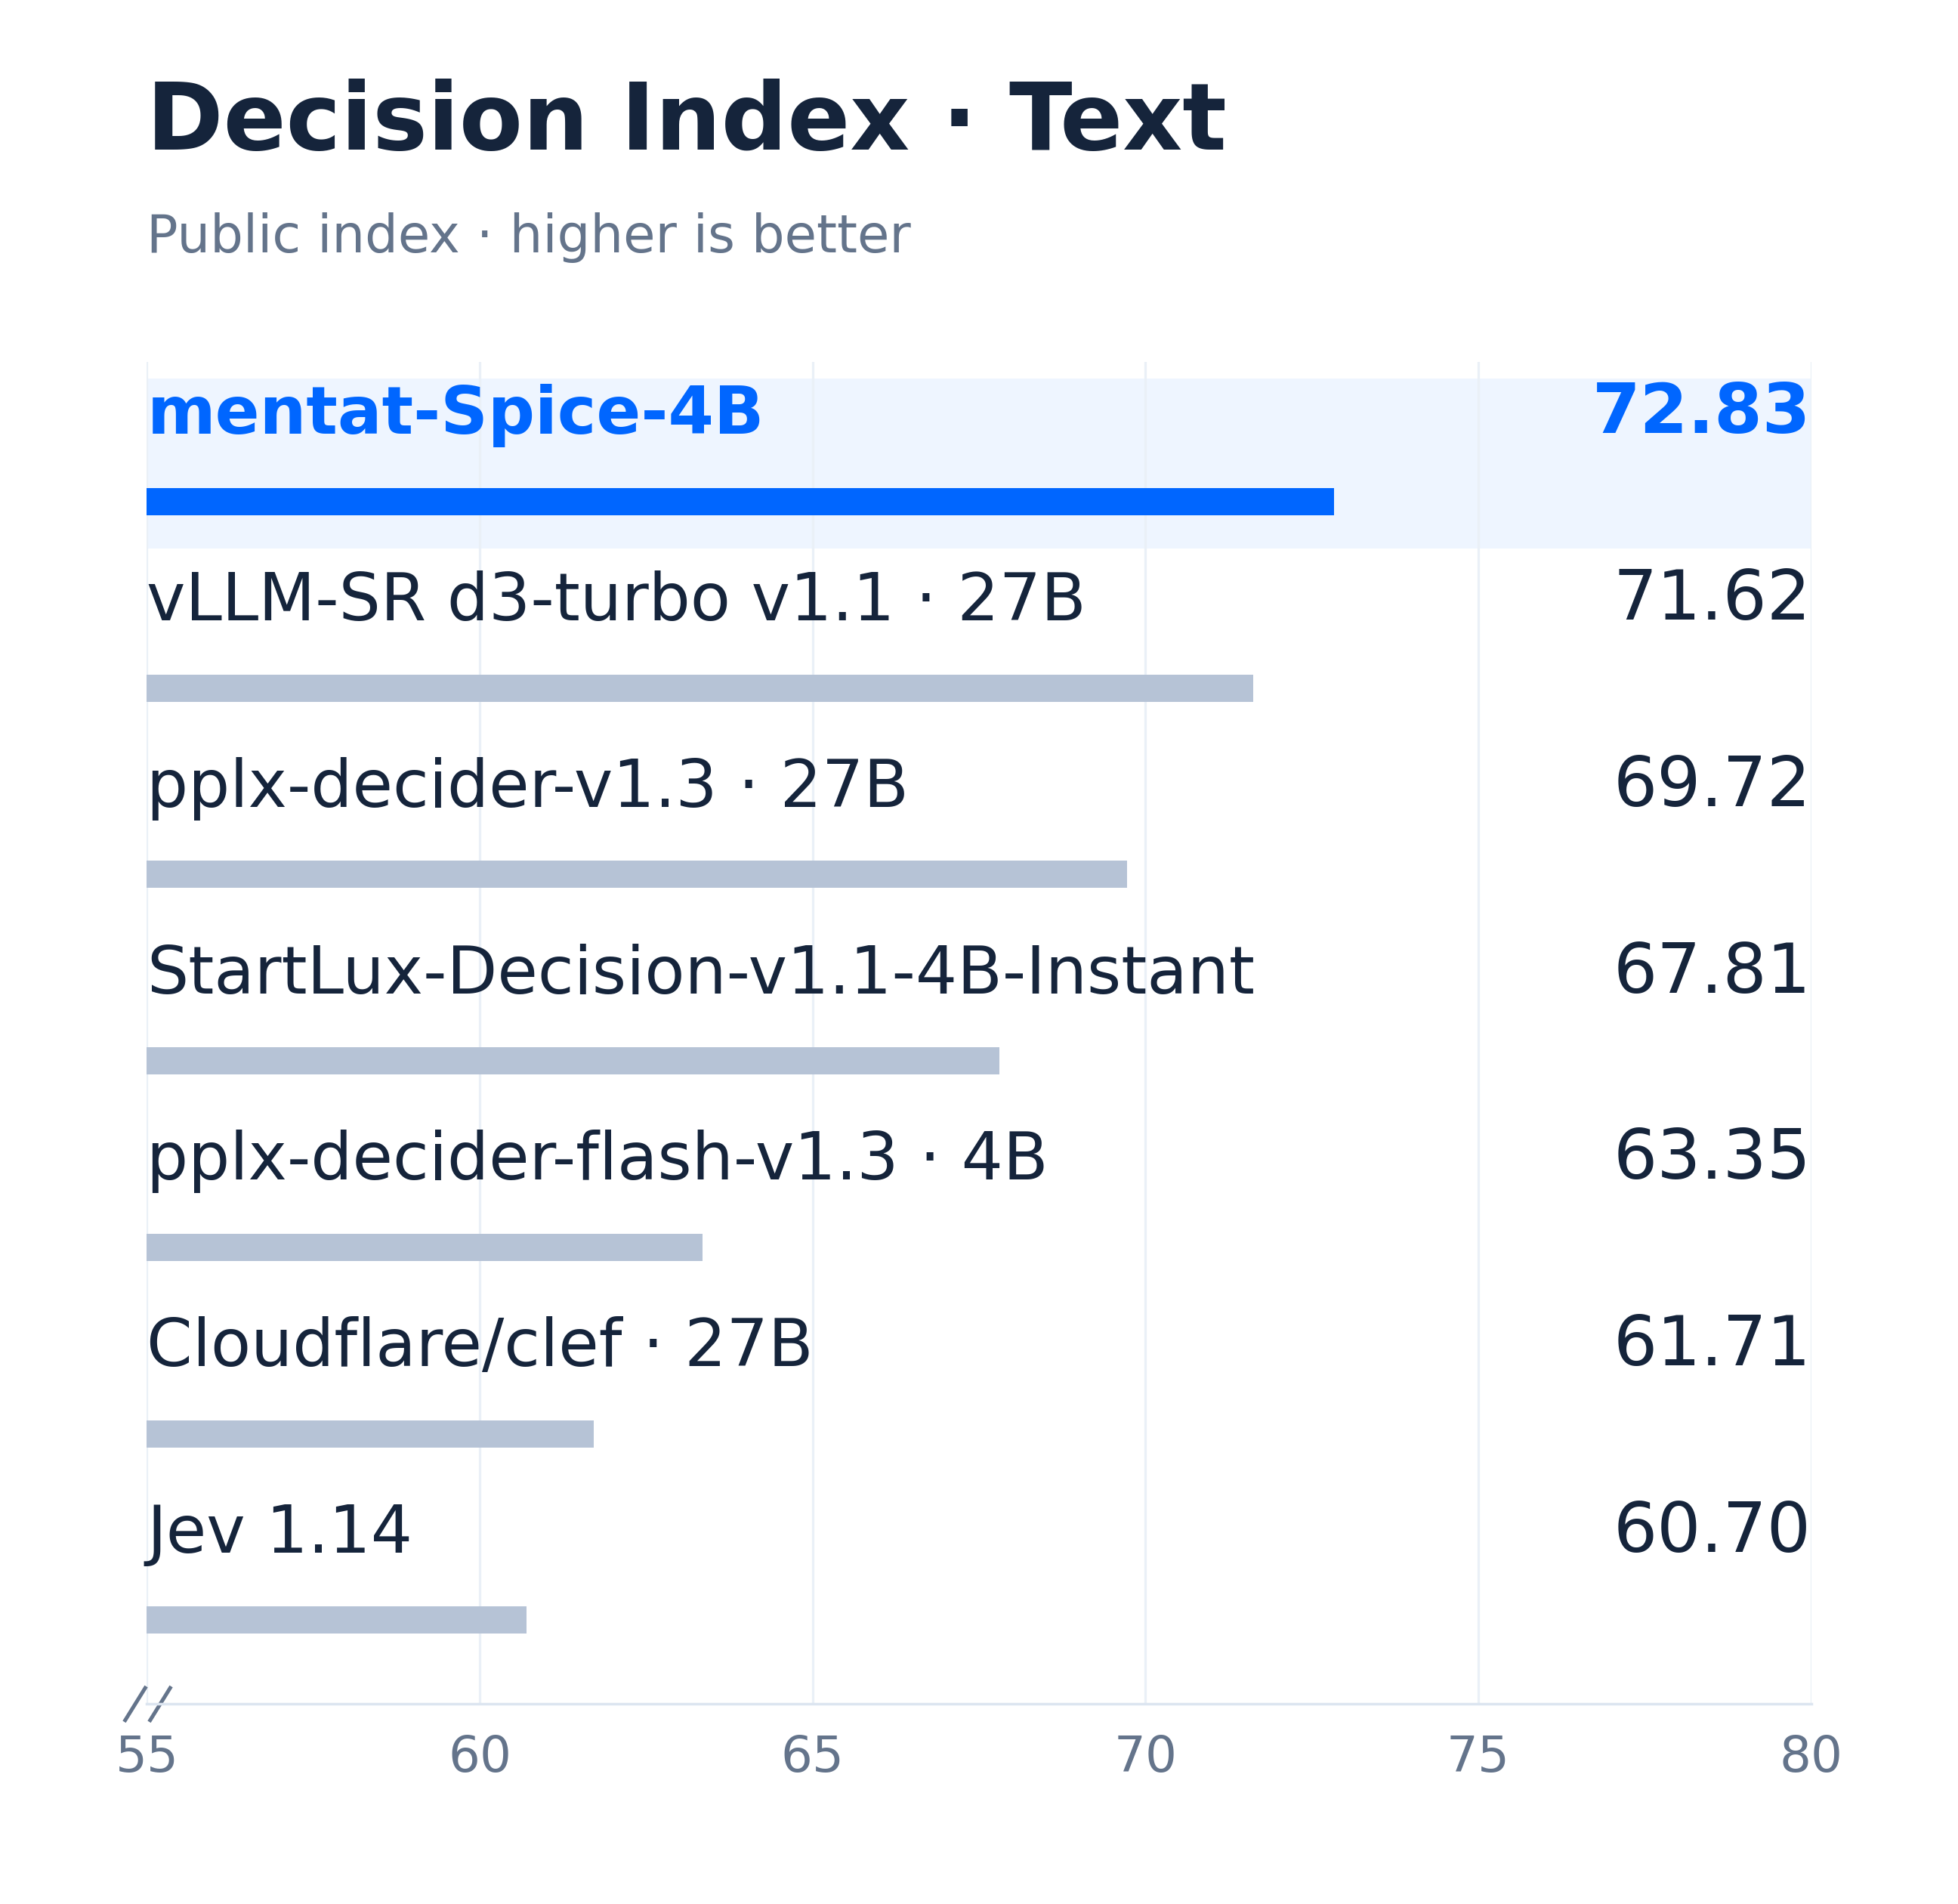 Decision Index · Text
Public index · higher is better
mentat-Spice-4B 72.83
vLLM-SR d3-turbo v1.1 · 27B 71.62
pplx-decider-v1.3 · 27B 69.72
StartLux-Decision-v1.1-4B-Instant 67.81
pplx-decider-flash-v1.3 · 4B 63.35
Cloudflare/clef · 27B 61.71
Jev 1.14 60.70
55 60 65 70 75 80